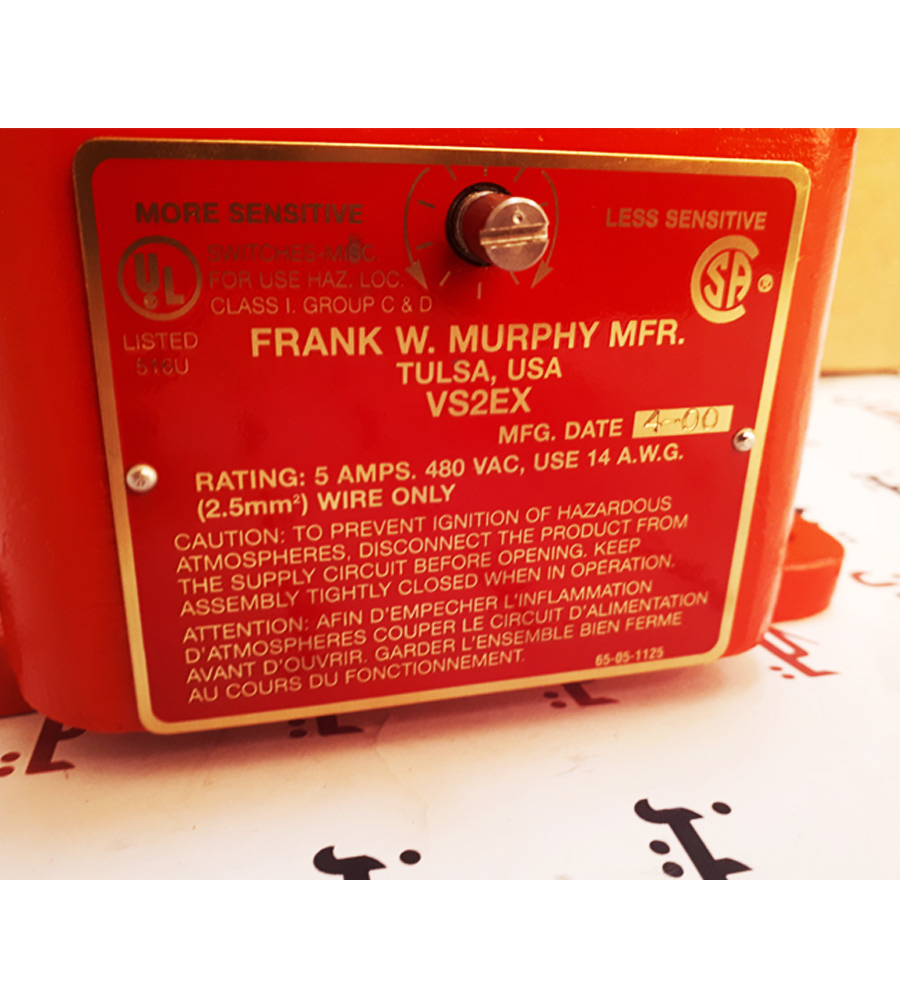 MORE SENSITIVE
LESS SENSITIVE
UL
®
SWITCHES-MISC.
FOR USE HAZ. LOC.
CLASS I. GROUP C & D
SA
®
LISTED
518U
FRANK W. MURPHY MFR.
TULSA, USA
VS2EX
MFG. DATE 4-00
RATING: 5 AMPS. 480 VAC, USE 14 A.W.G.
(2.5mm²) WIRE ONLY
CAUTION: TO PREVENT IGNITION OF HAZARDOUS
ATMOSPHERES, DISCONNECT THE PRODUCT FROM
THE SUPPLY CIRCUIT BEFORE OPENING. KEEP
ASSEMBLY TIGHTLY CLOSED WHEN IN OPERATION.
ATTENTION: AFIN D'EMPECHER L'INFLAMMATION
D'ATMOSPHERES COUPER LE CIRCUIT D'ALIMENTATION
AVANT D'OUVRIR. GARDER L'ENSEMBLE BIEN FERME
AU COURS DU FONCTIONNEMENT.
65-05-1125